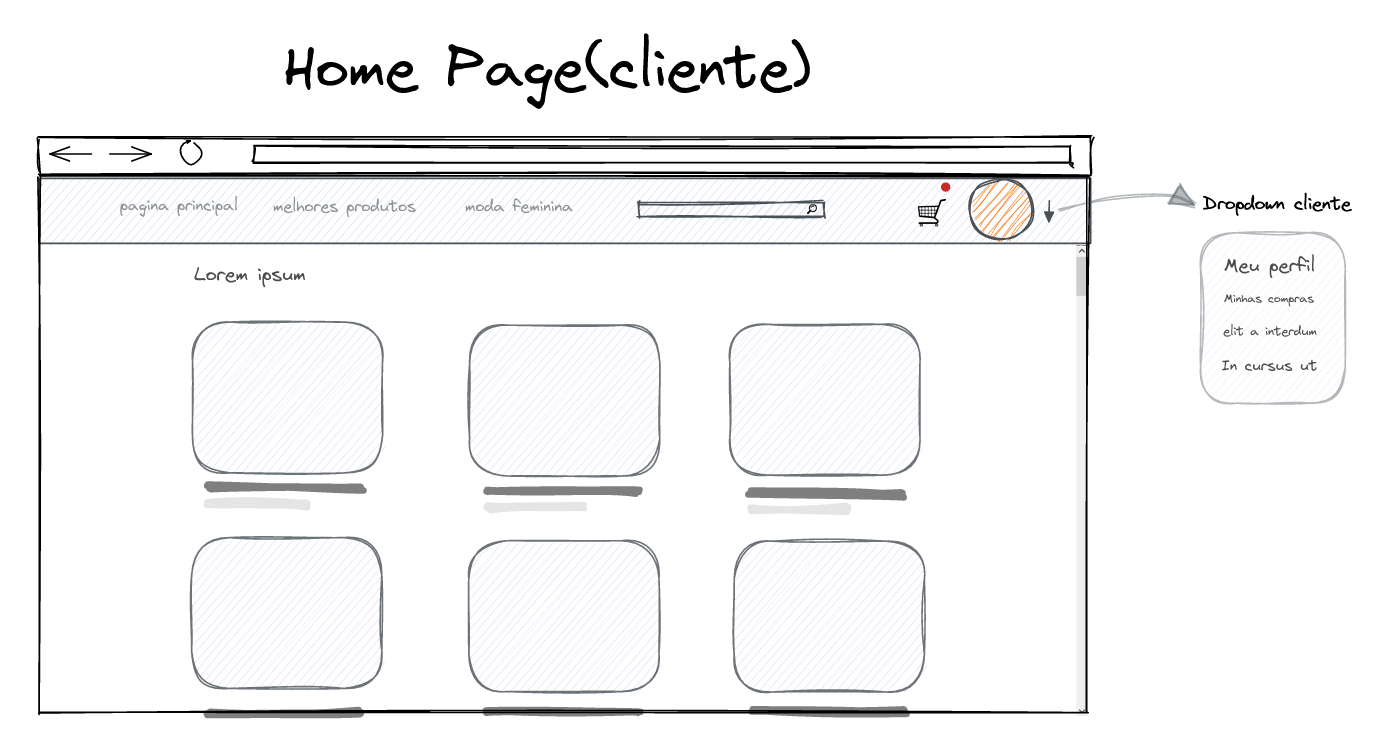 Home Page(cliente)
pagina principal
melhores produtos
moda feminina
Dropdown cliente
Meu perfil
Minhas compras
elit a interdum
In cursus ut
Lorem ipsum